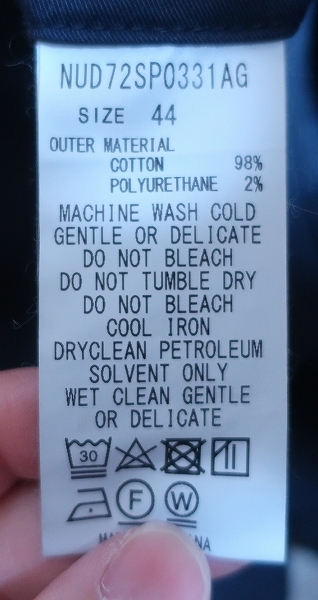 NUD72SP0331AG
SIZE 44
OUTER MATERIAL
COTTON 98%
POLYURETHANE 2%
MACHINE WASH COLD
GENTLE OR DELICATE
DO NOT BLEACH
DO NOT TUMBLE DRY
DO NOT BLEACH
COOL IRON
DRYCLEAN PETROLEUM
SOLVENT ONLY
WET CLEAN GENTLE
OR DELICATE
30
F W